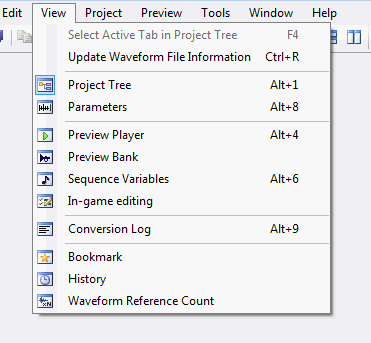 Edit View Project Preview Tools Window Help
Select Active Tab in Project Tree F4
Update Waveform File Information Ctrl+R
Project Tree Alt+1
Parameters Alt+8
Preview Player Alt+4
Preview Bank
Sequence Variables Alt+6
In-game editing
Conversion Log Alt+9
Bookmark
History
Waveform Reference Count